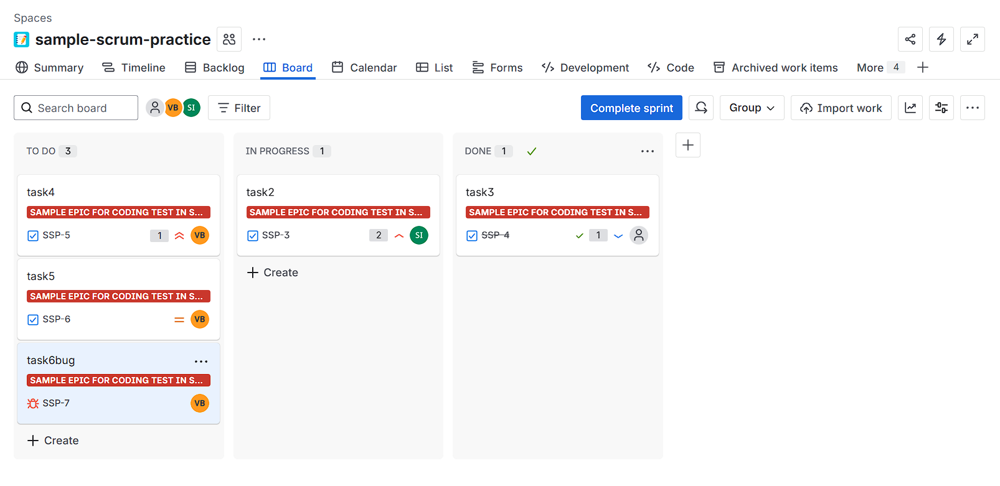 Spaces
sample-scrum-practice
Summary Timeline Backlog Board Calendar List Forms Development Code Archived work items More 4
Search board VB SI Filter Complete sprint Group Import work
TO DO 3
task4
SAMPLE EPIC FOR CODING TEST IN S...
SSP-5 1 VB
task5
SAMPLE EPIC FOR CODING TEST IN S...
SSP-6 VB
task6bug
SAMPLE EPIC FOR CODING TEST IN S...
SSP-7 VB
Create
IN PROGRESS 1
task2
SAMPLE EPIC FOR CODING TEST IN S...
SSP-3 2 SI
Create
DONE 1
task3
SAMPLE EPIC FOR CODING TEST IN S...
SSP-4 1